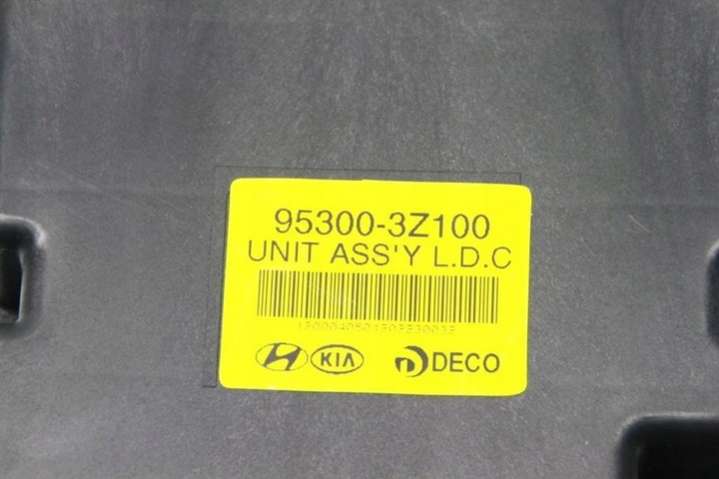 95300-3Z100
UNIT ASS'Y L.D.C
KIA DECO